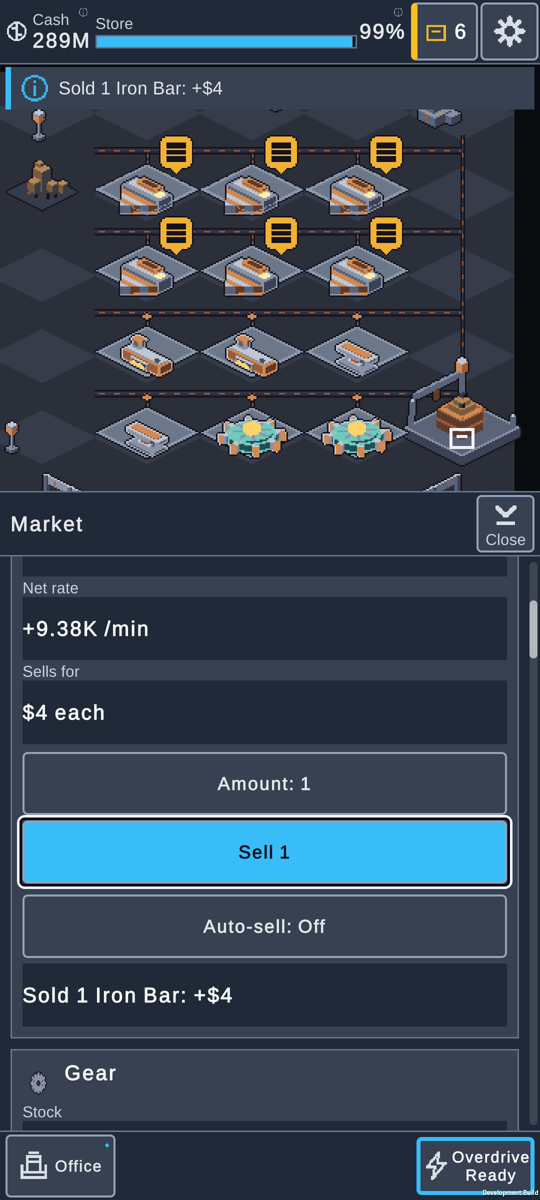 Cash
289M
Store
99%
6
Sold 1 Iron Bar: +$4
Market
Close
Net rate
+9.38K /min
Sells for
$4 each
Amount: 1
Sell 1
Auto-sell: Off
Sold 1 Iron Bar: +$4
Gear
Stock
Office
Overdrive
Ready
Development Build